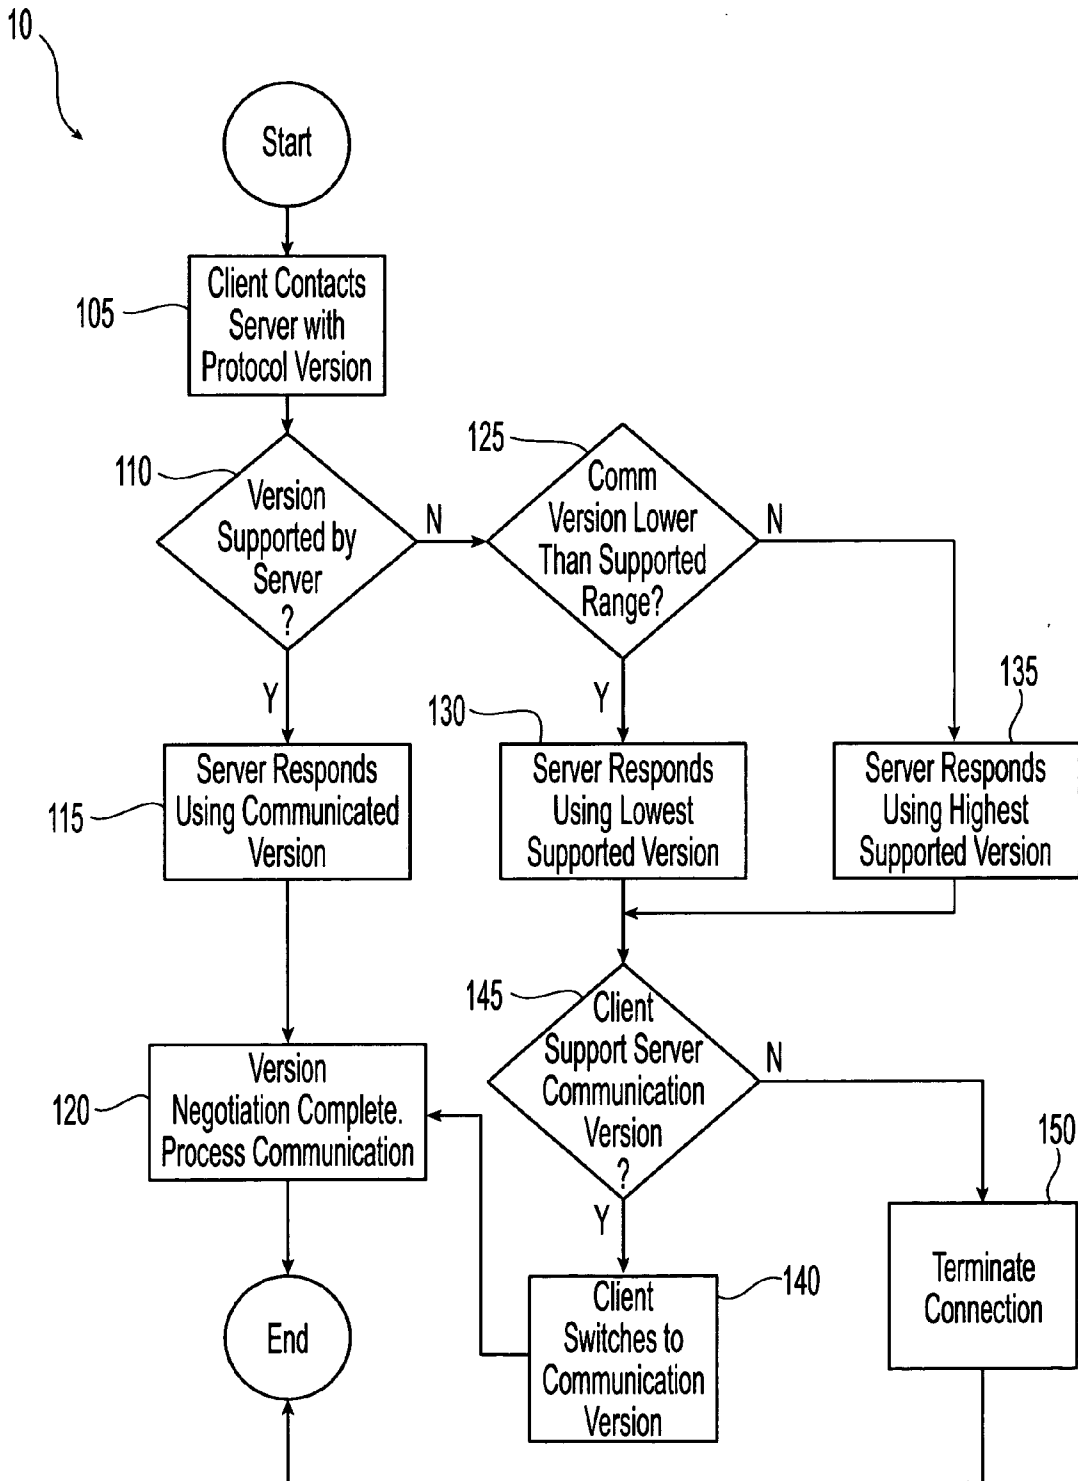 10
Start
Client Contacts
Server with
Protocol Version
105
110
Version
Supported by
Server
?
N
Y
125
Comm
Version Lower
Than Supported
Range?
N
Y
115
Server Responds
Using Communicated
Version
130
Server Responds
Using Lowest
Supported Version
135
Server Responds
Using Highest
Supported Version
145
Client
Support Server
Communication
Version
?
N
Y
120
Version
Negotiation Complete.
Process Communication
140
Client
Switches to
Communication
Version
150
Terminate
Connection
End